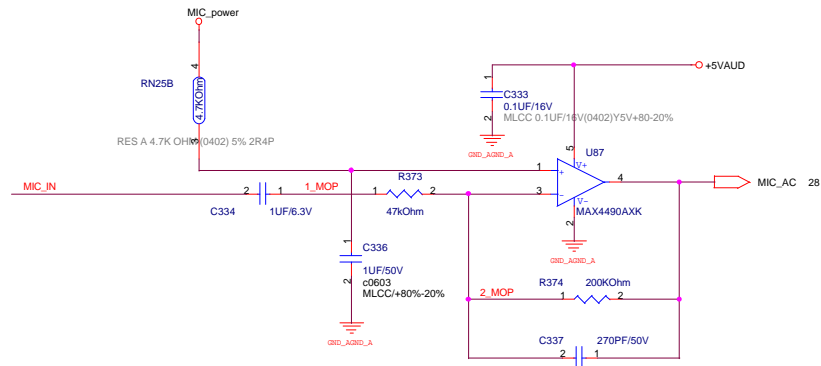 MIC_power
4
RN25B
4.7KOhm
3
RES A 4.7K OHM (0402) 5% 2R4P
+5VAUD
1
C333
0.1UF/16V
2
MLCC 0.1UF/16V(0402)Y5V+80-20%
GND_AGND_A
5
U87
V+
1
+
4
MIC_AC 28
MIC_IN
2
1
1_MOP
1
R373
2
3
-
V-
MAX4490AXK
C334
1UF/6.3V
47kOhm
2
GND_AGND_A
1
C336
1UF/50V
2
c0603
MLCC/+80%-20%
GND_AGND_A
R374
200KOhm
2_MOP
1
2
C337
270PF/50V
2
1